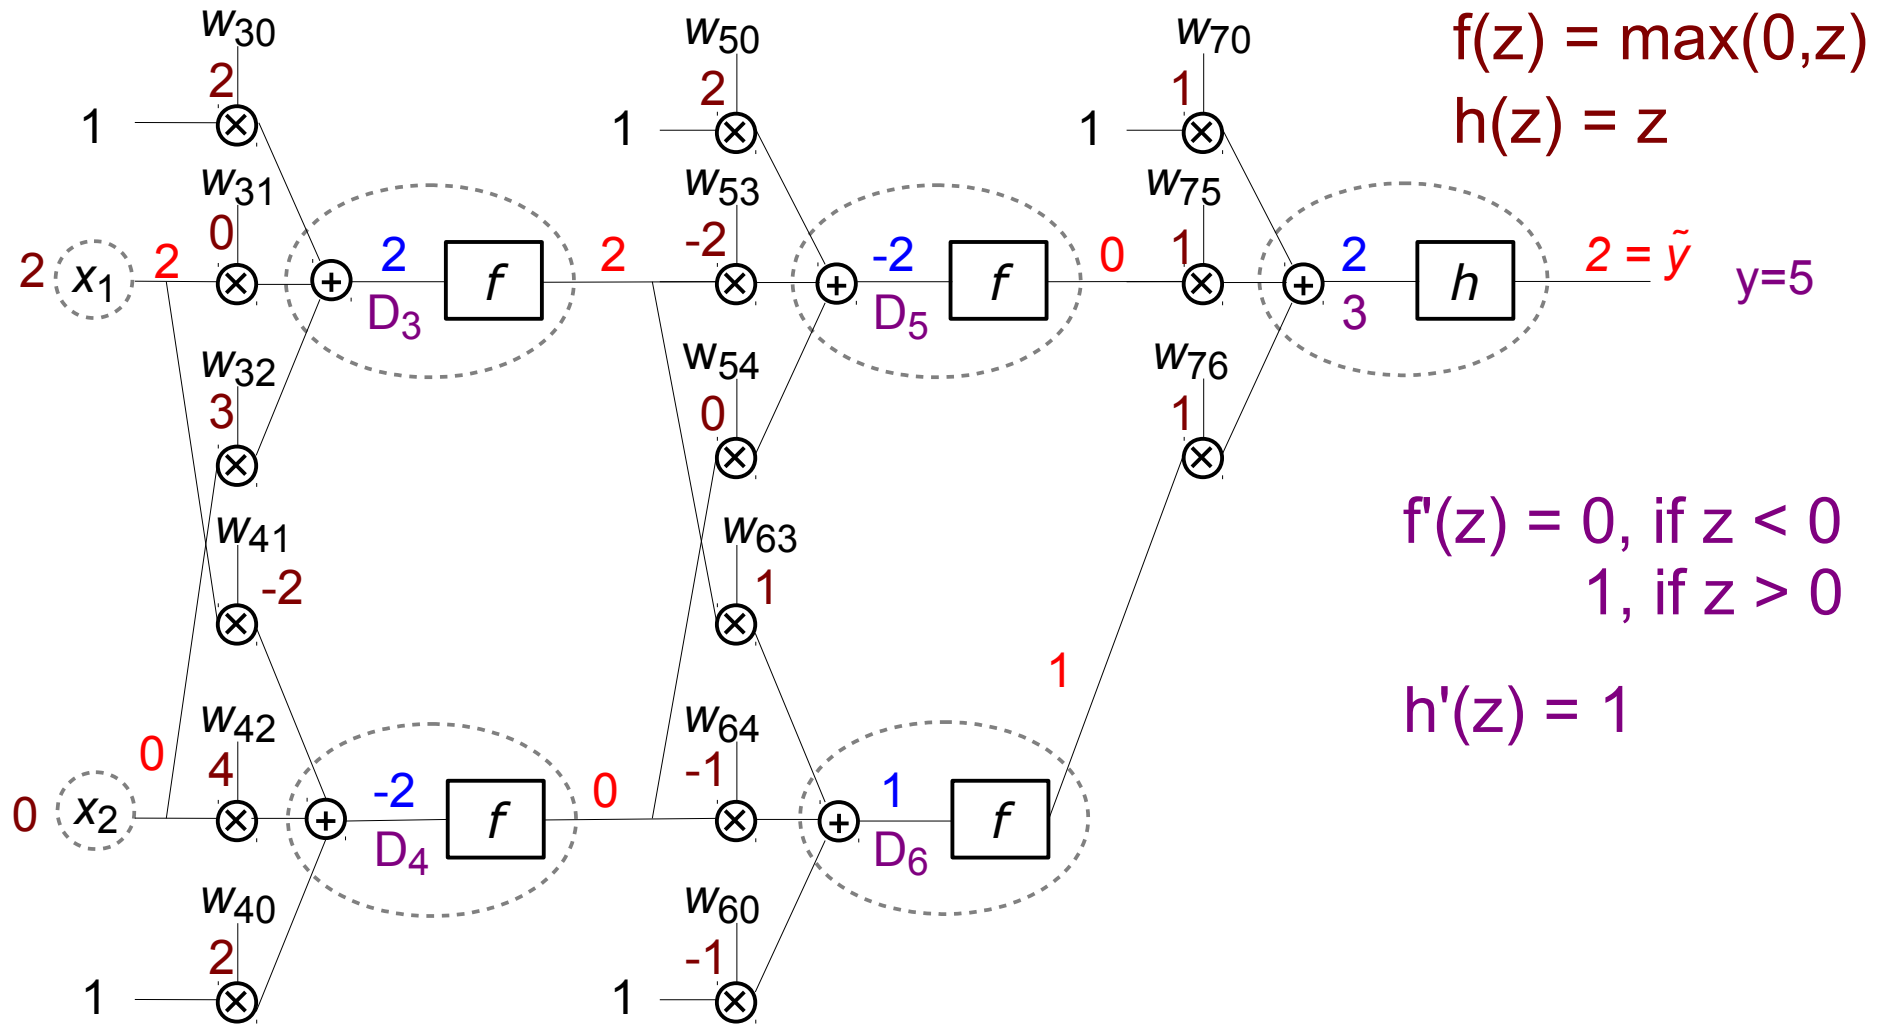 w30
w50
w70
f(z) = max(0,z)
2
2
1
1
1
1
h(z) = z
w31
w53
w75
0
-2
1
2
x1
2
2
f
2
-2
f
0
2
h
2 = ỹ
y=5
D3
D5
3
w32
w54
w76
3
0
1
w41
w63
f'(z) = 0, if z < 0
-2
1
1, if z > 0
1
w42
w64
h'(z) = 1
0
4
-1
0
x2
-2
f
0
1
f
D4
D6
w40
w60
2
-1
1
1